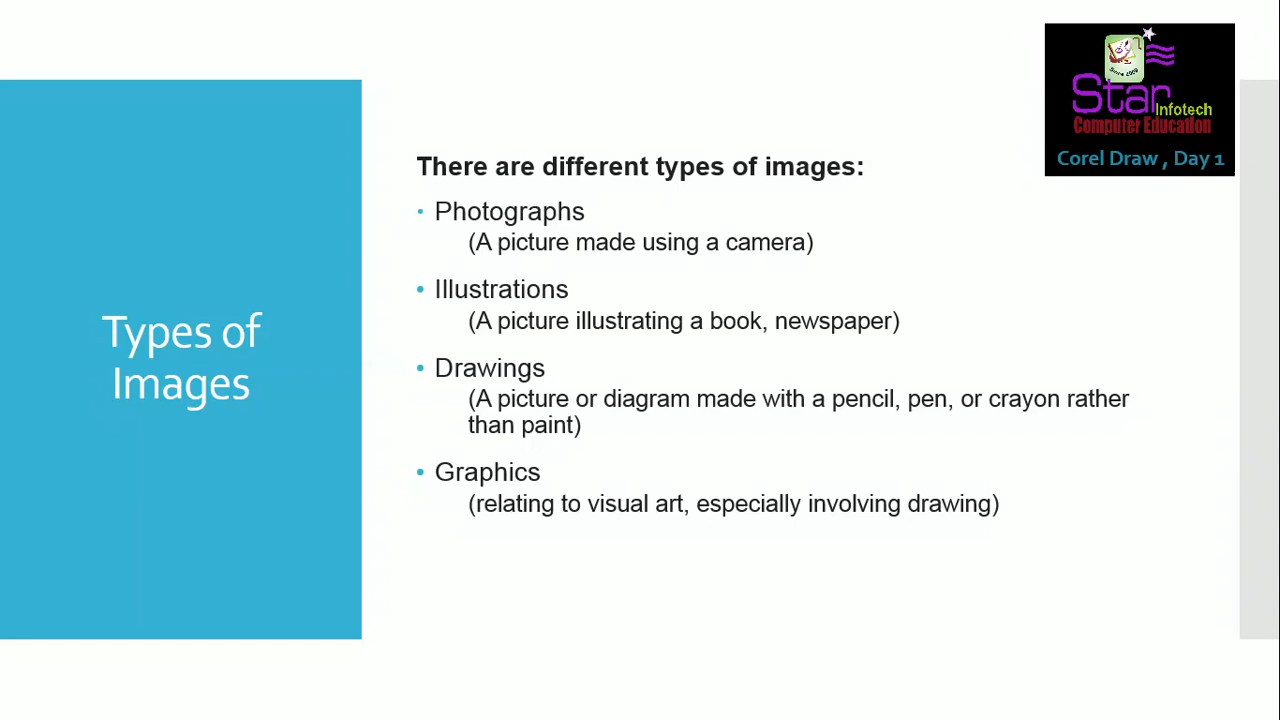 Since 2009
Star
Infotech
Computer Education
Corel Draw , Day 1
Types of
Images
There are different types of images:
• Photographs
(A picture made using a camera)
• Illustrations
(A picture illustrating a book, newspaper)
• Drawings
(A picture or diagram made with a pencil, pen, or crayon rather
than paint)
• Graphics
(relating to visual art, especially involving drawing)